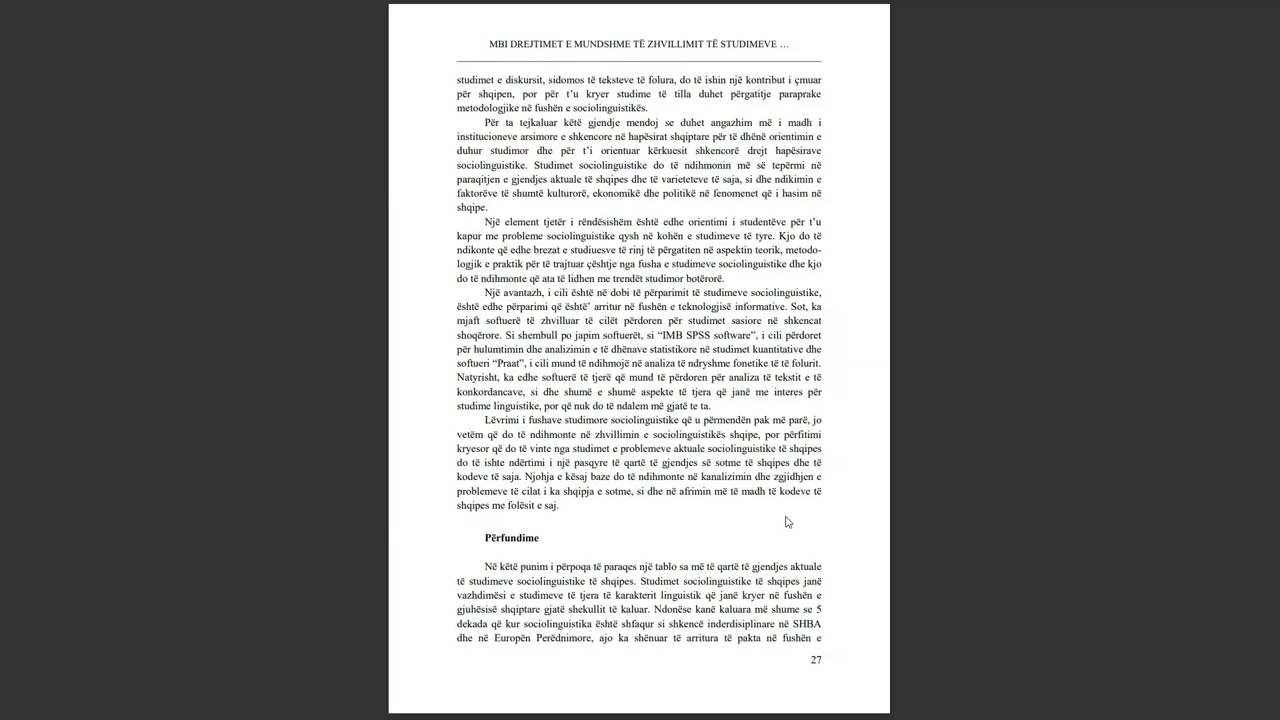 MBI DREJTIMET E MUNDSHME TË ZHVILLIMIT TË STUDIMEVE …
studimet e diskursit, sidomos të teksteve të folura, do të ishin një kontribut i çmuar
për shqipen, por për t’u kryer studime të tilla duhet përgatitje paraprake
metodologjike në fushën e sociolinguistikës.
Për ta tejkaluar këtë gjendje mendoj se duhet angazhim më i madh i
institucioneve arsimore e shkencore në hapësirat shqiptare për të dhënë orientimin e
duhur studimor dhe për t’i orientuar kërkuesit shkencorë drejt hapësirave
sociolinguistike. Studimet sociolinguistike do të ndihmonin më së tepërmi në
paraqitjen e gjendjes aktuale të shqipes dhe të varieteteve të saja, si dhe ndikimin e
faktorëve të shumtë kulturorë, ekonomikë dhe politikë në fenomenet që i hasim në
shqipe.
Një element tjetër i rëndësishëm është edhe orientimi i studentëve për t’u
kapur me probleme sociolinguistike qysh në kohën e studimeve të tyre. Kjo do të
ndikonte që edhe brezat e studiuesve të rinj të përgatiten në aspektin teorik, metodo-
logjik e praktik për të trajtuar çështje nga fusha e studimeve sociolinguistike dhe kjo
do të ndihmonte që ata të lidhen me trendët studimor botërorë.
Një avantazh, i cili është në dobi të përparimit të studimeve sociolinguistike,
është edhe përparimi që është’ arritur në fushën e teknologjisë informative. Sot, ka
mjaft softuerë të zhvilluar të cilët përdoren për studimet sasiore në shkencat
shoqërore. Si shembull po japim softuerët, si “IMB SPSS software”, i cili përdoret
për hulumtimin dhe analizimin e të dhënave statistikore në studimet kuantitative dhe
softueri “Praat”, i cili mund të ndihmojë në analiza të ndryshme fonetike të të folurit.
Natyrisht, ka edhe softuerë të tjerë që mund të përdoren për analiza të tekstit e të
konkordancave, si dhe shumë e shumë aspekte të tjera që janë me interes për
studime linguistike, por që nuk do të ndalem më gjatë te ta.
Lëvrimi i fushave studimore sociolinguistike që u përmendën pak më parë, jo
vetëm që do të ndihmonte në zhvillimin e sociolinguistikës shqipe, por përfitimi
kryesor që do të vinte nga studimet e problemeve aktuale sociolinguistike të shqipes
do të ishte ndërtimi i një pasqyre të qartë të gjendjes së sotme të shqipes dhe të
kodeve të saja. Njohja e kësaj baze do të ndihmonte në kanalizimin dhe zgjidhjen e
problemeve të cilat i ka shqipja e sotme, si dhe në afrimin më të madh të kodeve të
shqipes me folësit e saj.
Përfundime
Në këtë punim i përpoqa të paraqes një tablo sa më të qartë të gjendjes aktuale
të studimeve sociolinguistike të shqipes. Studimet sociolinguistike të shqipes janë
vazhdimësi e studimeve të tjera të karakterit linguistik që janë kryer në fushën e
gjuhësisë shqiptare gjatë shekullit të kaluar. Ndonëse kanë kaluara më shume se 5
dekada që kur sociolinguistika është shfaqur si shkencë inderdisiplinare në SHBA
dhe në Europën Perëdnimore, ajo ka shënuar të arritura të pakta në fushën e
27